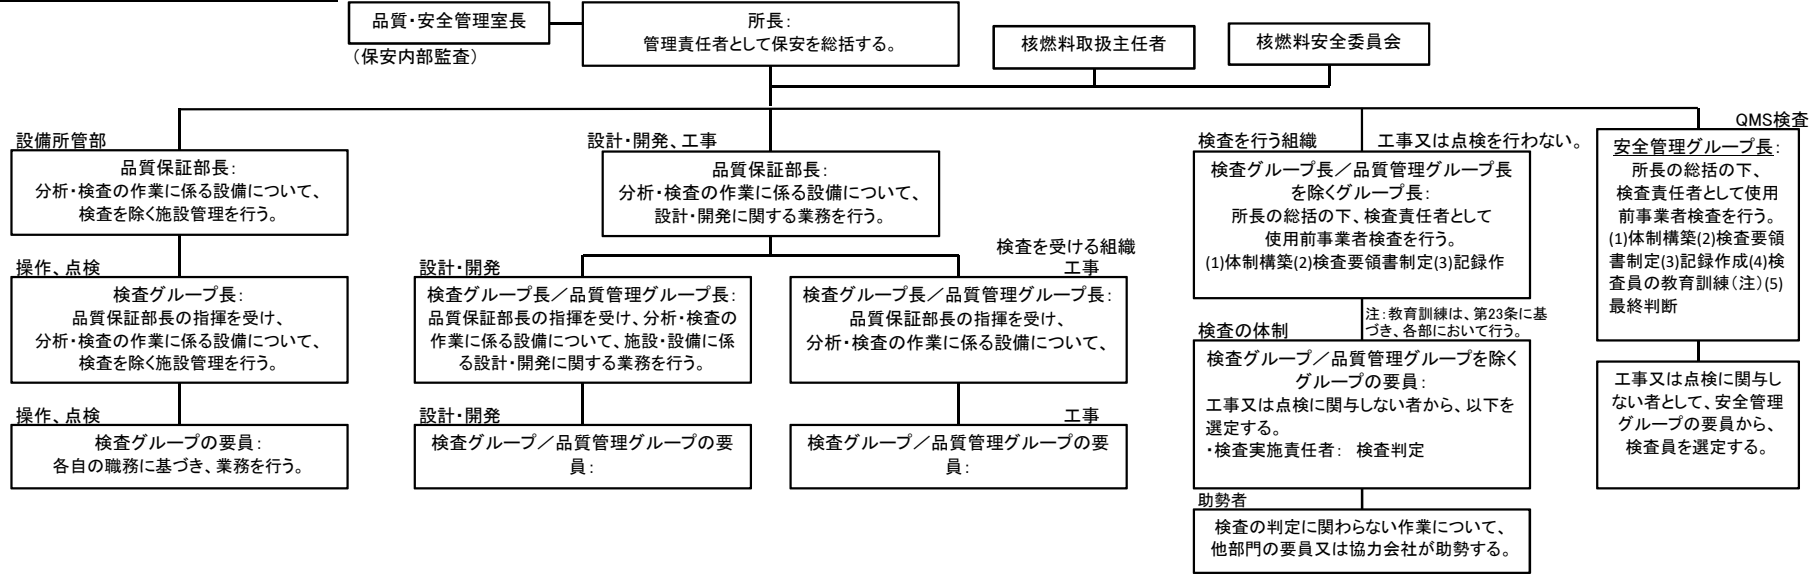 品質・安全管理室長
(保安内部監査)
所長:
管理責任者として保安を総括する。
核燃料取扱主任者
核燃料安全委員会
設備所管部
品質保証部長:
分析・検査の作業に係る設備について、
検査を除く施設管理を行う。
操作、点検
検査グループ長:
品質保証部長の指揮を受け、
分析・検査の作業に係る設備について、
検査を除く施設管理を行う。
操作、点検
検査グループの要員:
各自の職務に基づき、業務を行う。
設計・開発、工事
品質保証部長:
分析・検査の作業に係る設備について、
設計・開発に関する業務を行う。
検査を受ける組織
設計・開発
検査グループ長/品質管理グループ長:
品質保証部長の指揮を受け、分析・検査の
作業に係る設備について、施設・設備に係
る設計・開発に関する業務を行う。
設計・開発
検査グループ/品質管理グループの要
員:
工事
検査グループ長/品質管理グループ長:
品質保証部長の指揮を受け、
分析・検査の作業に係る設備について、
工事
検査グループ/品質管理グループの要
員:
検査を行う組織
工事又は点検を行わない。
検査グループ長/品質管理グループ長
を除くグループ長:
所長の総括の下、検査責任者として
使用前事業者検査を行う。
(1)体制構築(2)検査要領書制定(3)記録作
注:教育訓練は、第23条に基
づき、各部において行う。
検査の体制
検査グループ/品質管理グループを除く
グループの要員:
工事又は点検に関与しない者から、以下を
選定する。
・検査実施責任者: 検査判定
助勢者
検査の判定に関わらない作業について、
他部門の要員又は協力会社が助勢する。
QMS検査
安全管理グループ長:
所長の総括の下、
検査責任者として使用
前事業者検査を行う。
(1)体制構築(2)検査要領
書制定(3)記録作成(4)検
査員の教育訓練(注)(5)
最終判断
工事又は点検に関与し
ない者として、安全管理
グループの要員から、
検査員を選定する。